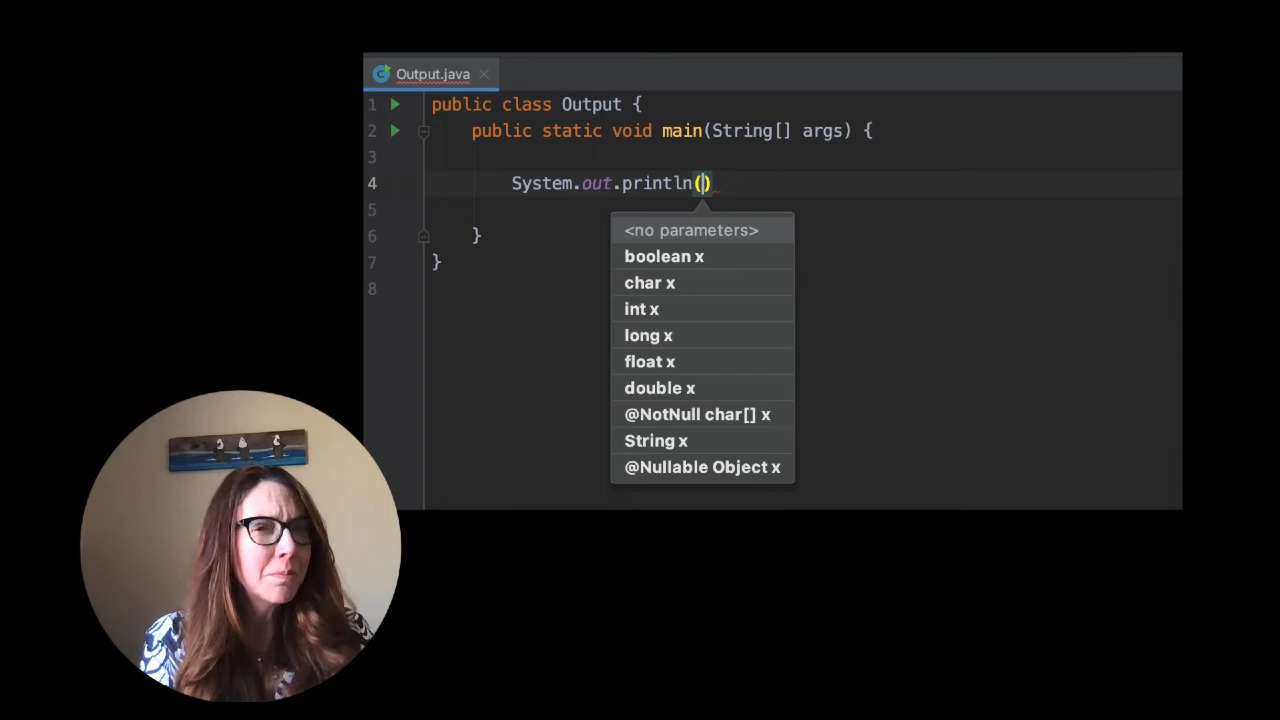 Output.java
1 public class Output {
2 public static void main(String[] args) {
3
4 System.out.println()
5
6 }
7 }
8
<no parameters>
boolean x
char x
int x
long x
float x
double x
@NotNull char[] x
String x
@Nullable Object x